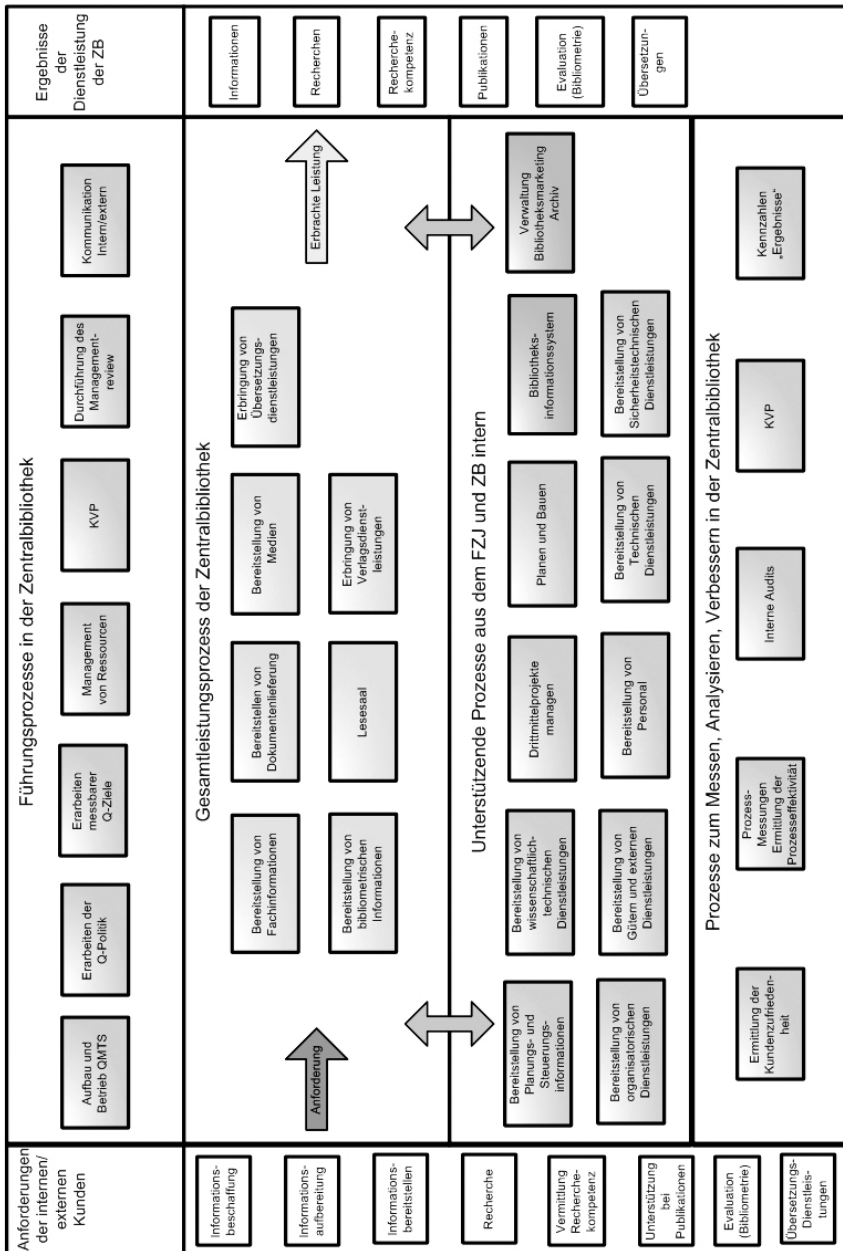 Anforderungen
der internen/
externen
Kunden
Informations-
beschaffung
Informations-
aufbereitung
Informations-
bereitstellen
Recherche
Vermittlung
Recherche-
kompetenz
Unterstützung
bei
Publikationen
Evaluation
(Bibliometrie)
Übersetzungs-
Dienstleis-
tungen
Führungsprozesse in der Zentralbibliothek
Aufbau und
Betrieb QMTS
Erarbeiten der
Q-Politik
Erarbeiten
messbarer
Q-Ziele
Management
von Ressourcen
KVP
Durchführung des
Management-
review
Kommunikation
Intern/extern
Gesamtleistungsprozess der Zentralbibliothek
Anforderung
Bereitstellung von
Fachinformationen
Bereitstellen von
Dokumentenlieferung
Bereitstellung von
Medien
Erbringung von
Übersetzungs-
dienstleistungen
Bereitstellung von
bibliometrischen
Informationen
Lesesaal
Erbringung von
Verlagsdienst-
leistungen
Erbrachte Leistung
Unterstützende Prozesse aus dem FZJ und ZB intern
Bereitstellung von
Planungs- und
Steuerungs-
informationen
Bereitstellung von
wissenschaftlich-
technischen
Dienstleistungen
Drittmittelprojekte
managen
Planen und Bauen
Bibliotheks-
informationssystem
Verwaltung
Bibliotheksmarketing
Archiv
Bereitstellung von
organisatorischen
Dienstleistungen
Bereitstellung von
Gütern und externen
Dienstleistungen
Bereitstellung von
Personal
Bereitstellung von
Technischen
Dienstleistungen
Bereitstellung von
Sicherheitstechnischen
Dienstleistungen
Prozesse zum Messen, Analysieren, Verbessern in der Zentralbibliothek
Ermittlung der
Kundenzufrieden-
heit
Prozess-
Messungen
Ermittlung der
Prozesseffektivität
Interne Audits
KVP
Kennzahlen
„Ergebnisse“
Ergebnisse
der
Dienstleistung
der ZB
Informationen
Recherchen
Recherche-
kompetenz
Publikationen
Evaluation
(Bibliometrie)
Übersetzun-
gen